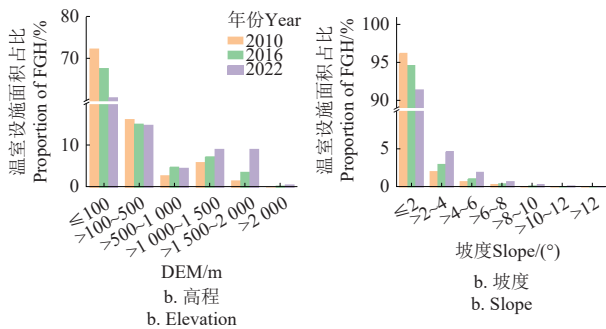 温室设施面积占比
Proportion of FGH/%
70
10
0
年份Year
2010
2016
2022
≤100
>100~500
>500~1 000
>1 000~1 500
>1 500~2 000
>2 000
DEM/m
b. 高程
b. Elevation
温室设施面积占比
Proportion of FGH/%
100
95
90
5
0
≤2
>2~4
>4~6
>6~8
>8~10
>10~12
>12
坡度Slope/(°)
b. 坡度
b. Slope